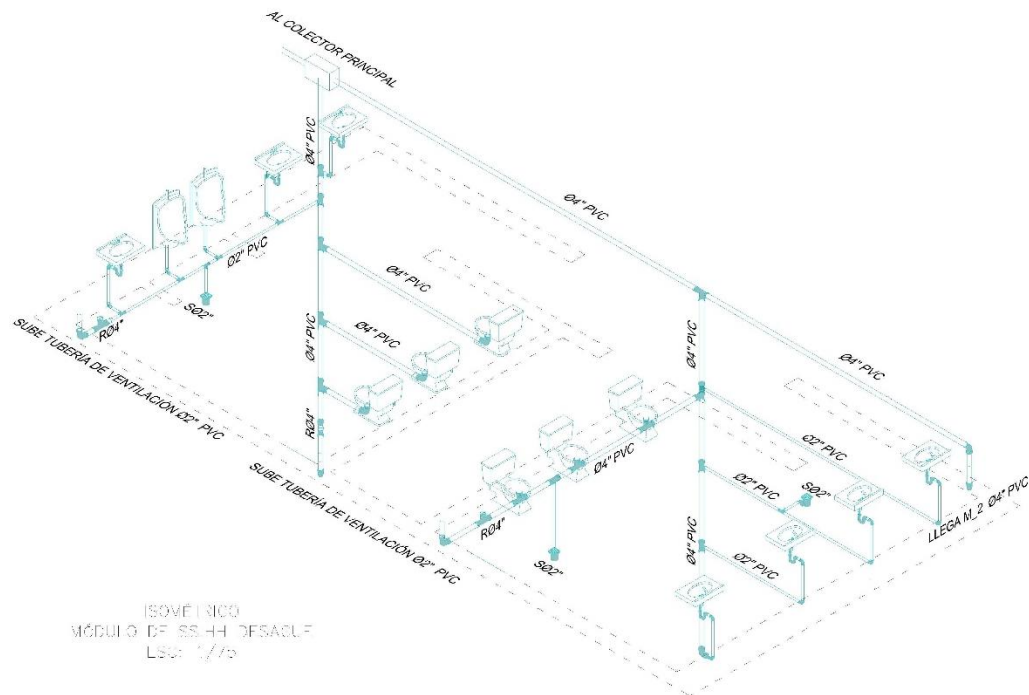 AL COLECTOR PRINCIPAL
Ø4" PVC
Ø4" PVC
Ø2" PVC
Ø4" PVC
SØ2"
RØ4"
Ø4" PVC
Ø4" PVC
Ø4" PVC
Ø4" PVC
SUBE TUBERÍA DE VENTILACIÓN Ø2" PVC
RØ4"
Ø2" PVC
Ø4" PVC
Ø2" PVC
SØ2"
LLEGA M_2 Ø4" PVC
SUBE TUBERÍA DE VENTILACIÓN Ø2" PVC
RØ4"
Ø4" PVC
Ø2" PVC
SØ2"
ISOMÉTRICO
MÓDULO DE SS.HH DESAGUE
ESC: 1/75